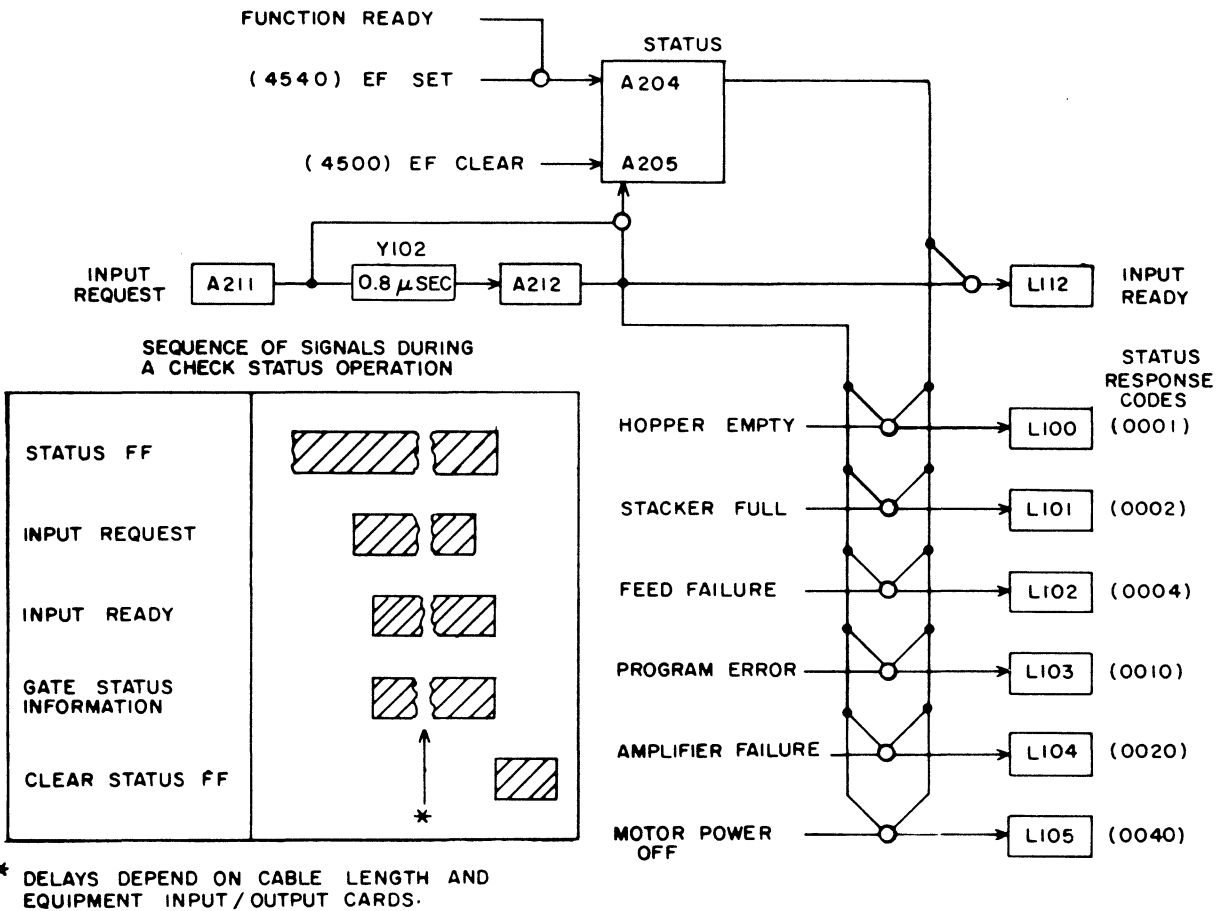 FUNCTION READY
STATUS
(4540) EF SET
A204
(4500) EF CLEAR
A205
Y102
INPUT
REQUEST
A211
0.8 μSEC
A212
L112
INPUT
READY
SEQUENCE OF SIGNALS DURING
A CHECK STATUS OPERATION
STATUS
RESPONSE
CODES
STATUS FF
INPUT REQUEST
INPUT READY
GATE STATUS
INFORMATION
CLEAR STATUS FF
*
HOPPER EMPTY
L100
(0001)
STACKER FULL
L101
(0002)
FEED FAILURE
L102
(0004)
PROGRAM ERROR
L103
(0010)
AMPLIFIER FAILURE
L104
(0020)
MOTOR POWER
OFF
L105
(0040)
* DELAYS DEPEND ON CABLE LENGTH AND
EQUIPMENT INPUT/OUTPUT CARDS.